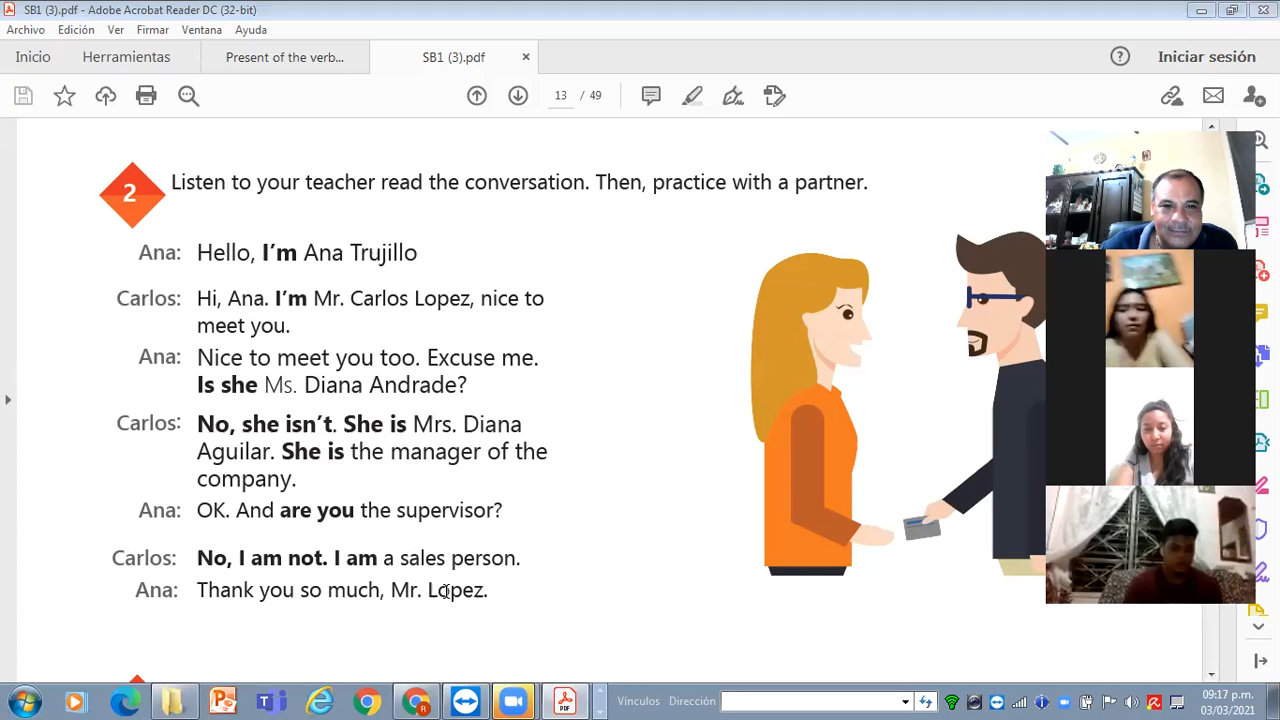 SB1 (3).pdf - Adobe Acrobat Reader DC (32-bit)
Archivo Edición Ver Firmar Ventana Ayuda
Inicio Herramientas Present of the verb... SB1 (3).pdf × Iniciar sesión
13 / 49
2 Listen to your teacher read the conversation. Then, practice with a partner.
Ana: Hello, I'm Ana Trujillo
Carlos: Hi, Ana. I'm Mr. Carlos Lopez, nice to
meet you.
Ana: Nice to meet you too. Excuse me.
Is she Ms. Diana Andrade?
Carlos: No, she isn't. She is Mrs. Diana
Aguilar. She is the manager of the
company.
Ana: OK. And are you the supervisor?
Carlos: No, I am not. I am a sales person.
Ana: Thank you so much, Mr. Lopez.
Vínculos Dirección 09:17 p.m.
03/03/2021